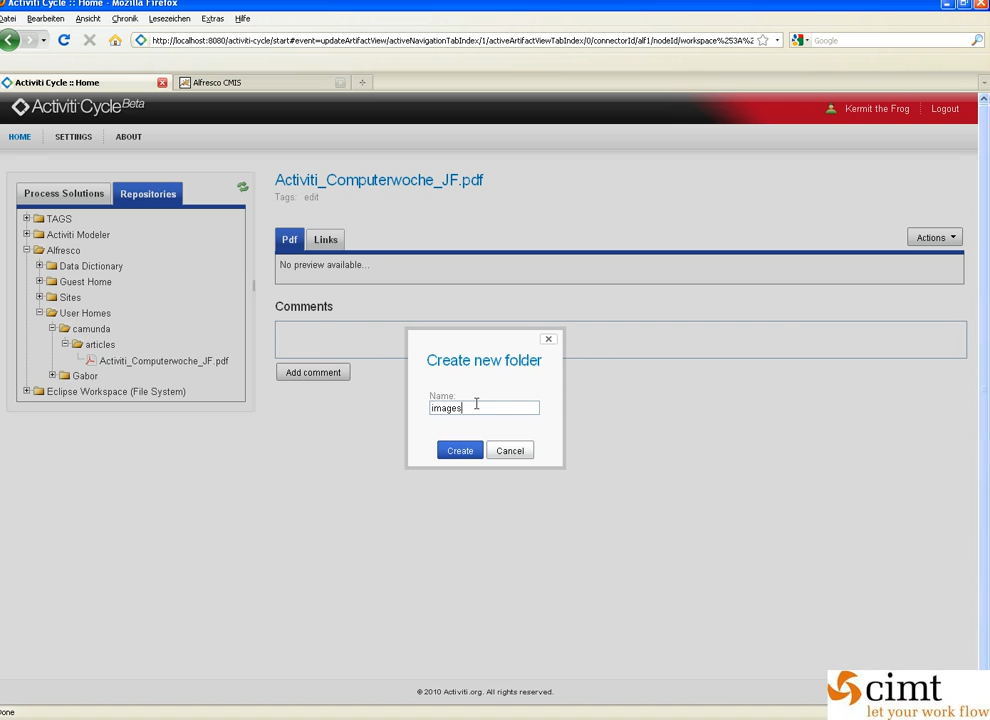 Activiti Cycle :: Home - Mozilla Firefox
Datei Bearbeiten Ansicht Chronik Lesezeichen Extras Hilfe
http://localhost:8080/activiti-cycle/start#event=updateArtifactView/activeNavigationTabIndex/1/activeArtifactViewTabIndex/0/connectorId/alf1/nodeId/workspace%253A%2
Google
Activiti Cycle :: Home
Alfresco CMIS
Activiti Cycle Beta
Kermit the Frog
Logout
HOME SETTINGS ABOUT
Process Solutions
Repositories
TAGS
Activiti Modeler
Alfresco
Data Dictionary
Guest Home
Sites
User Homes
camunda
articles
Activiti_Computerwoche_JF.pdf
Gabor
Eclipse Workspace (File System)
Activiti_Computerwoche_JF.pdf
Tags: edit
Pdf Links
Actions
No preview available...
Comments
Add comment
Create new folder
Name:
images
Create Cancel
© 2010 Activiti.org. All rights reserved.
cimt
let your work flow